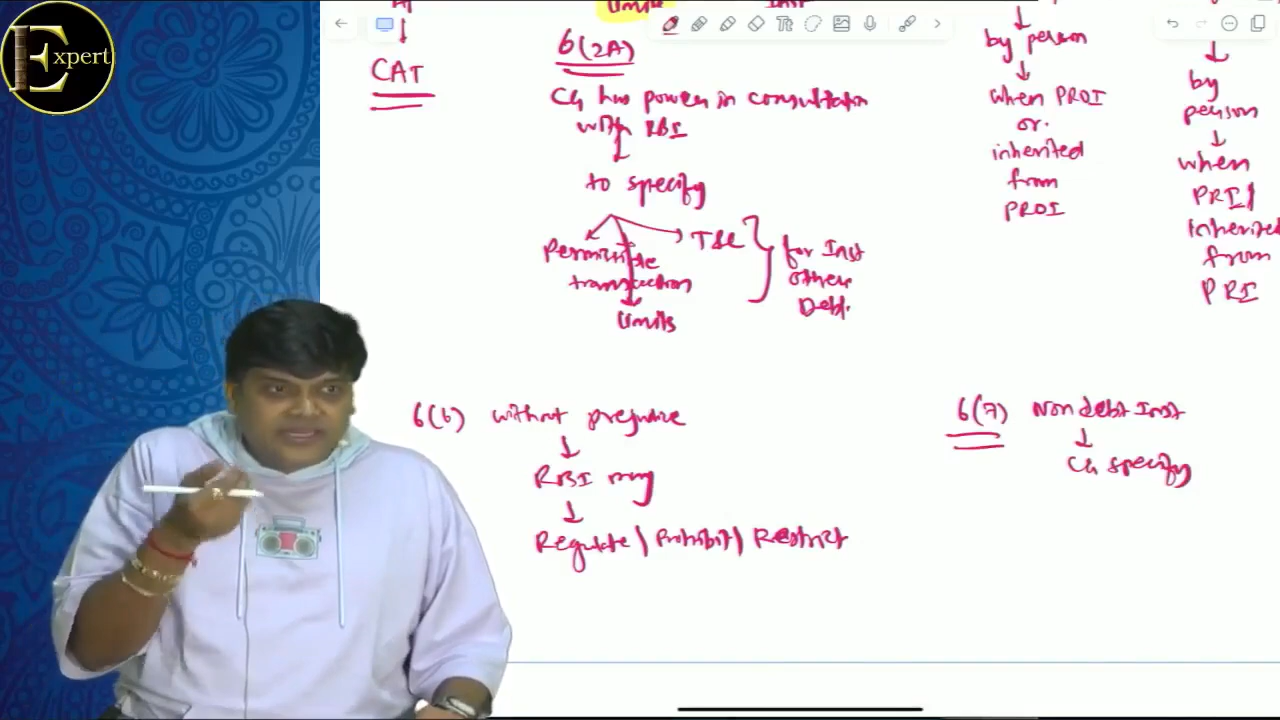 Expert
CAT
6(2A)
CG has power in consultation
with RBI
to specify
Permissible
transaction
Limits
T&C
for Inst
other
Debt.
by person
when PROI
or
inherited
from
PROI
by
person
when
PRI/
inherited
from
PRI
6(6) without prejudice
RBI may
Regulate / Prohibit / Restrict
6(7) Non debt Inst
CG specify